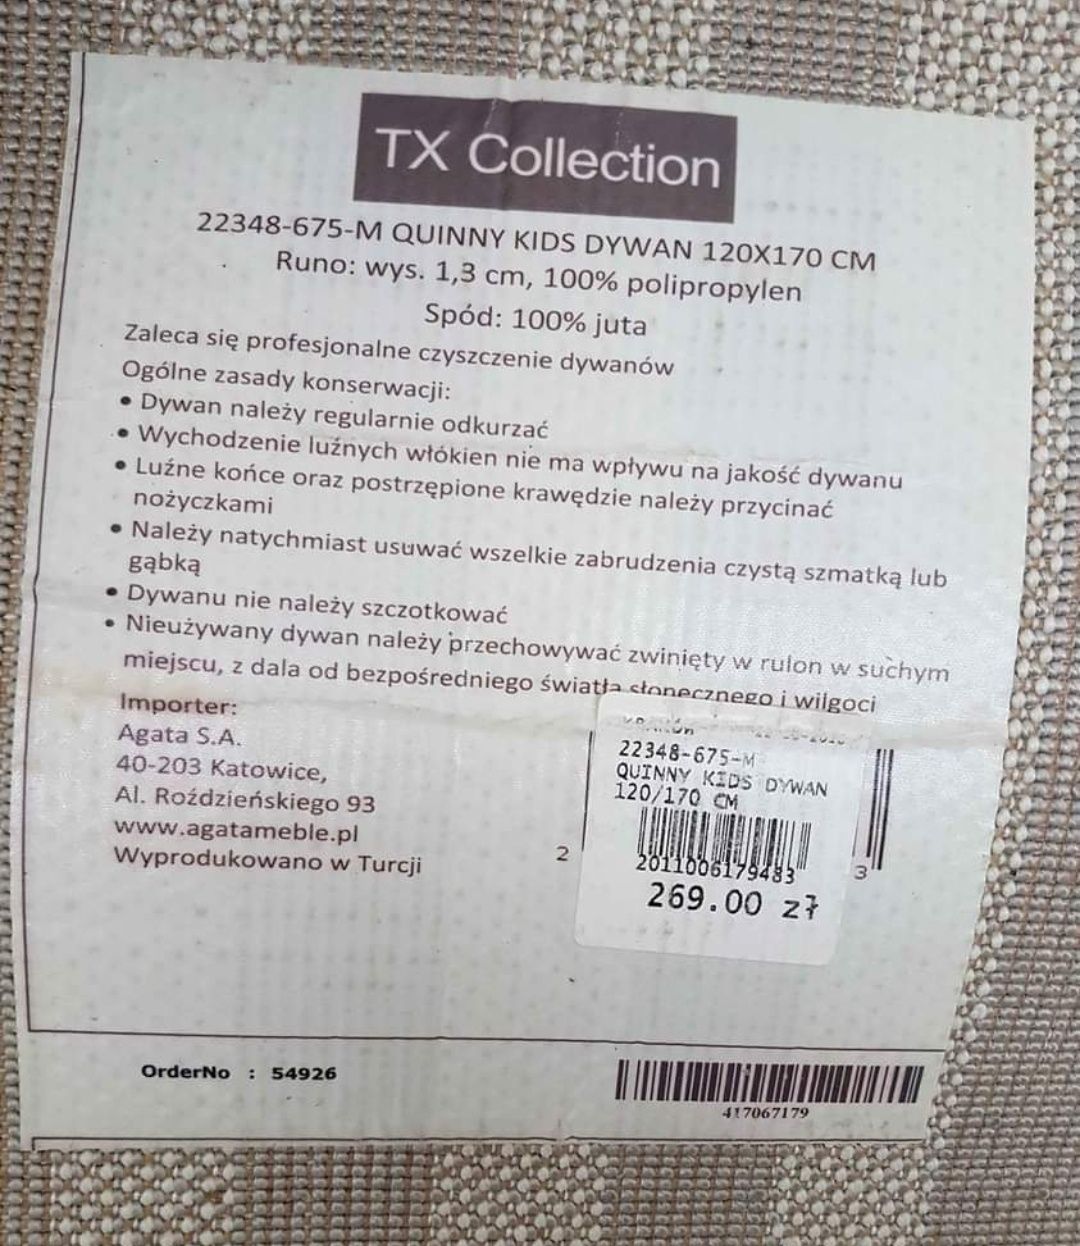 TX Collection
22348-675-M QUINNY KIDS DYWAN 120X170 CM
Runo: wys. 1,3 cm, 100% polipropylen
Spód: 100% juta
Zaleca się profesjonalne czyszczenie dywanów
Ogólne zasady konserwacji:
• Dywan należy regularnie odkurzać
• Wychodzenie luźnych włókien nie ma wpływu na jakość dywanu
• Luźne końce oraz postrzępione krawędzie należy przycinać
nożyczkami
• Należy natychmiast usuwać wszelkie zabrudzenia czystą szmatką lub
gąbką
• Dywanu nie należy szczotkować
• Nieużywany dywan należy przechowywać zwinięty w rulon w suchym
miejscu, z dala od bezpośredniego światła słonecznego i wilgoci
Importer:
Agata S.A.
40-203 Katowice,
Al. Roździeńskiego 93
www.agatameble.pl
Wyprodukowano w Turcji
22348-675-M
QUINNY KIDS DYWAN
120/170 CM
2011006179483
269.00 zł
2
3
OrderNo : 54926
417067179